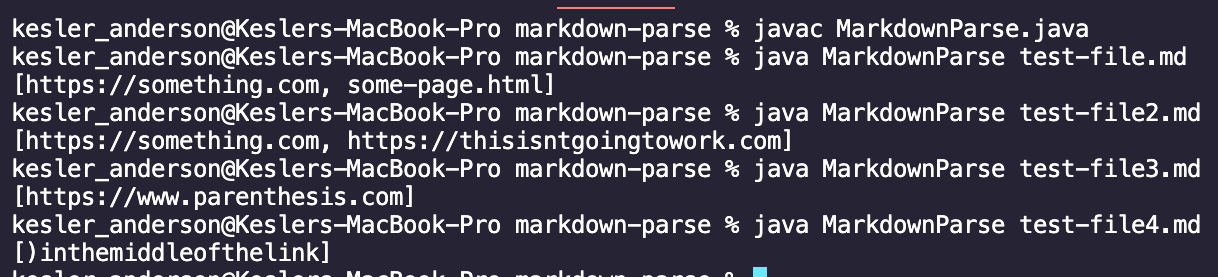 kesler_anderson@Keslers-MacBook-Pro markdown-parse % javac MarkdownParse.java
kesler_anderson@Keslers-MacBook-Pro markdown-parse % java MarkdownParse test-file.md
[https://something.com, some-page.html]
kesler_anderson@Keslers-MacBook-Pro markdown-parse % java MarkdownParse test-file2.md
[https://something.com, https://thisisntgoingtowork.com]
kesler_anderson@Keslers-MacBook-Pro markdown-parse % java MarkdownParse test-file3.md
[https://www.parenthesis.com]
kesler_anderson@Keslers-MacBook-Pro markdown-parse % java MarkdownParse test-file4.md
[)inthemiddleofthelink]
kesler_anderson@Keslers-MacBook-Pro markdown-parse %